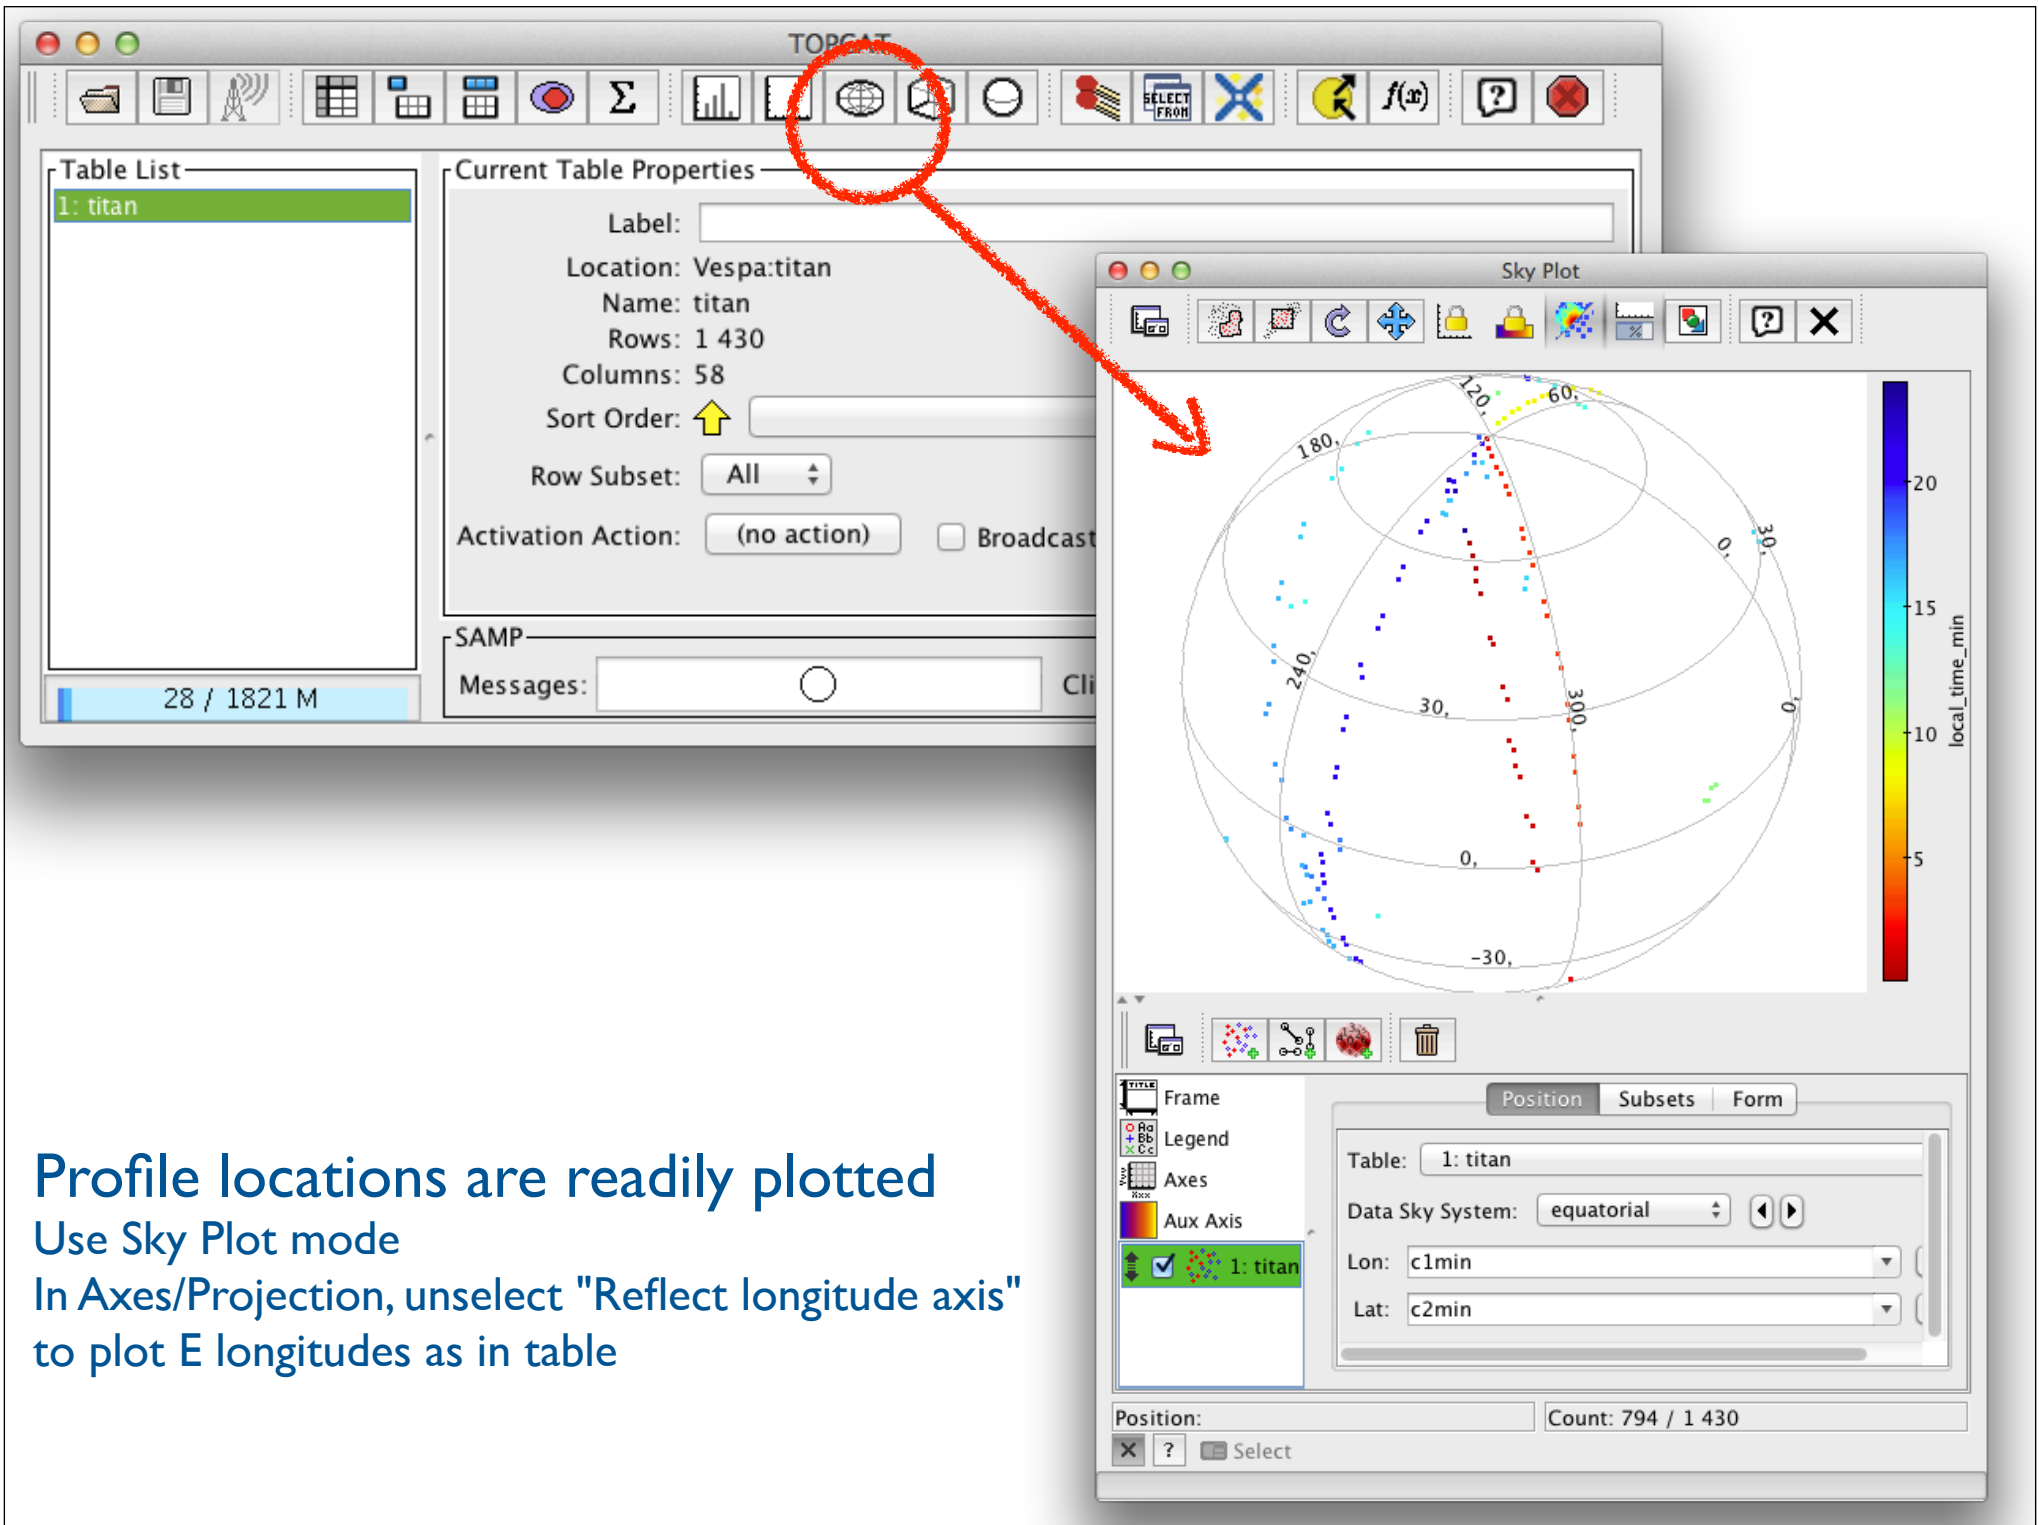 TOPCAT
SELECT
FROM
f(x)
Table List
1: titan
28 / 1821 M
Current Table Properties
Label:
Location: Vespa:titan
Name: titan
Rows: 1 430
Columns: 58
Sort Order:
Row Subset: All
Activation Action: (no action) Broadcast
SAMP
Messages: Cli
Sky Plot
120,
60,
180,
0,
30,
240,
30,
300,
0,
0,
-30,
20
15
10
5
local_time_min
Frame
Legend
Axes
Aux Axis
1: titan
Position Subsets Form
Table: 1: titan
Data Sky System: equatorial
Lon: c1min
Lat: c2min
Position: Count: 794 / 1 430
Select
Profile locations are readily plotted
Use Sky Plot mode
In Axes/Projection, unselect "Reflect longitude axis"
to plot E longitudes as in table